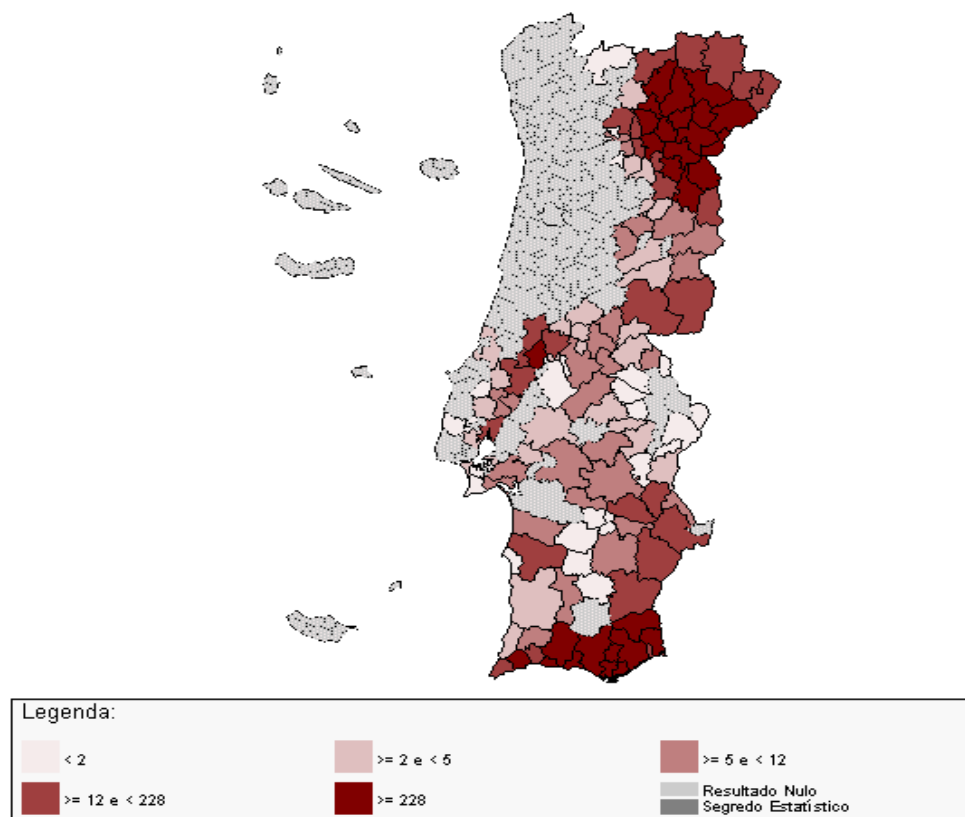 Legenda:
< 2
>= 2 e < 5
>= 5 e < 12
>= 12 e < 228
>= 228
Resultado Nulo
Segredo Estatístico